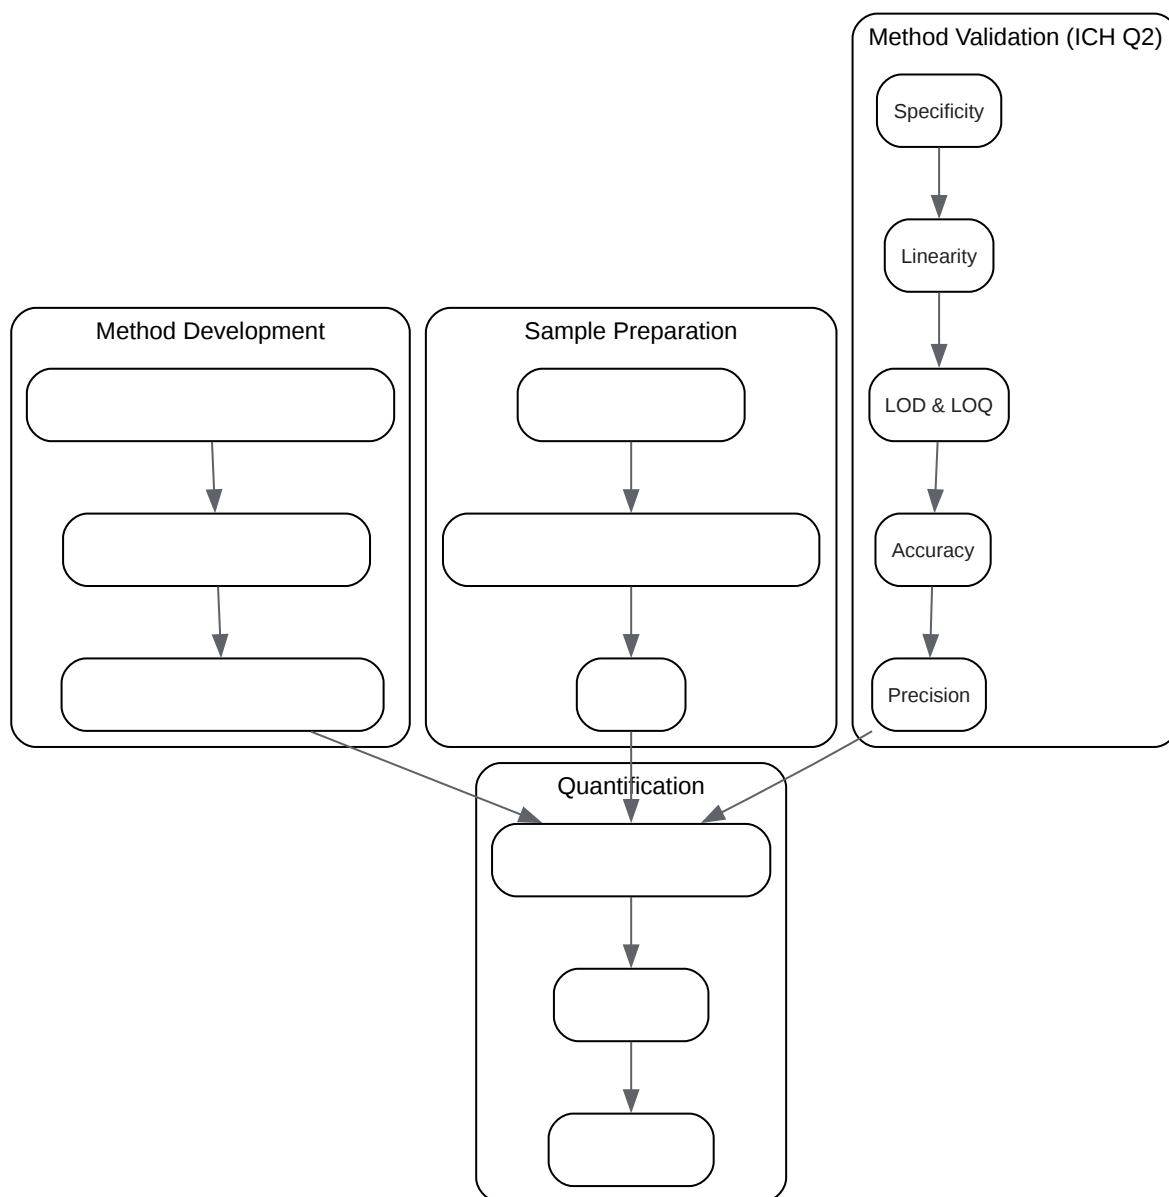 Method Validation (ICH Q2)
Specificity
Linearity
Method Development
Sample Preparation
LOD & LOQ
Accuracy
Precision
Quantification